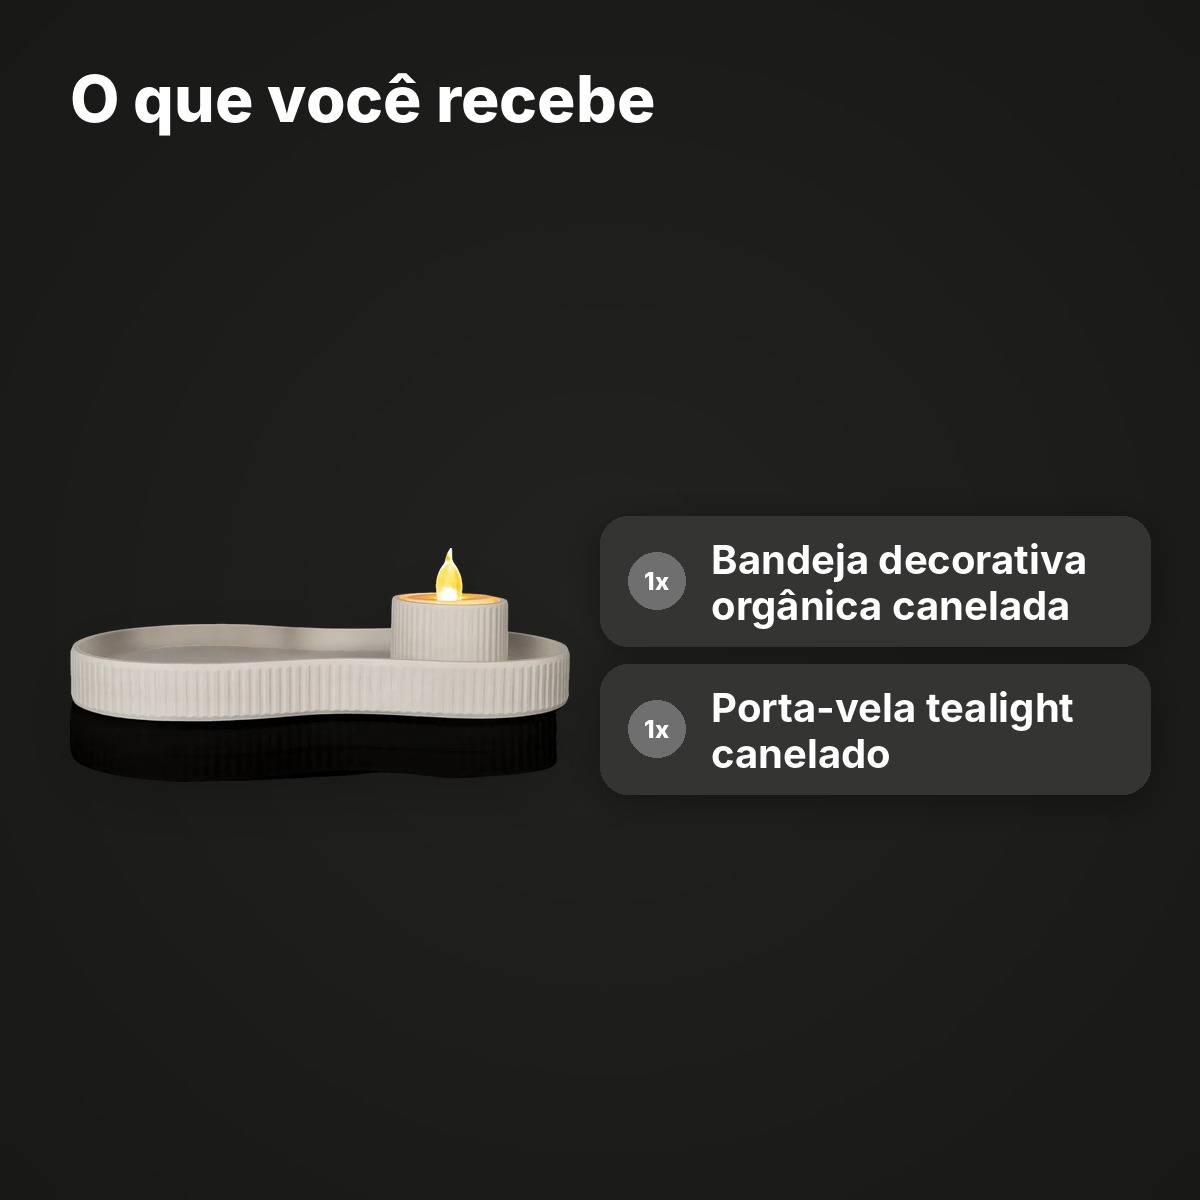 O que você recebe
1x
Bandeja decorativa
orgânica canelada
1x
Porta-vela tealight
canelado